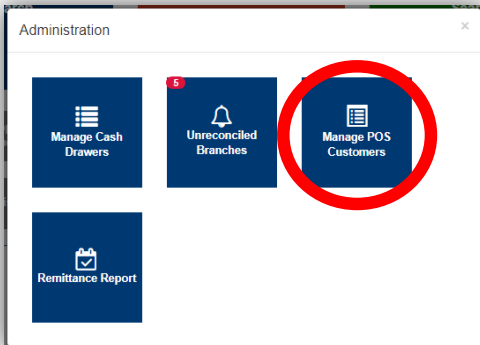 Administration
×
5
Manage Cash
Drawers
Unreconciled
Branches
Manage POS
Customers
Remittance Report